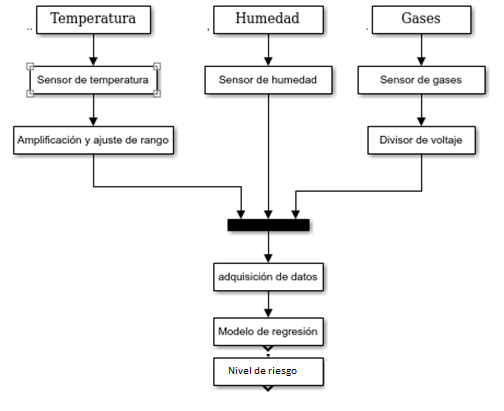 Temperatura
Humedad
Gases
Sensor de temperatura
Sensor de humedad
Sensor de gases
Amplificación y ajuste de rango
Divisor de voltaje
adquisición de datos
Modelo de regresión
Nivel de riesgo